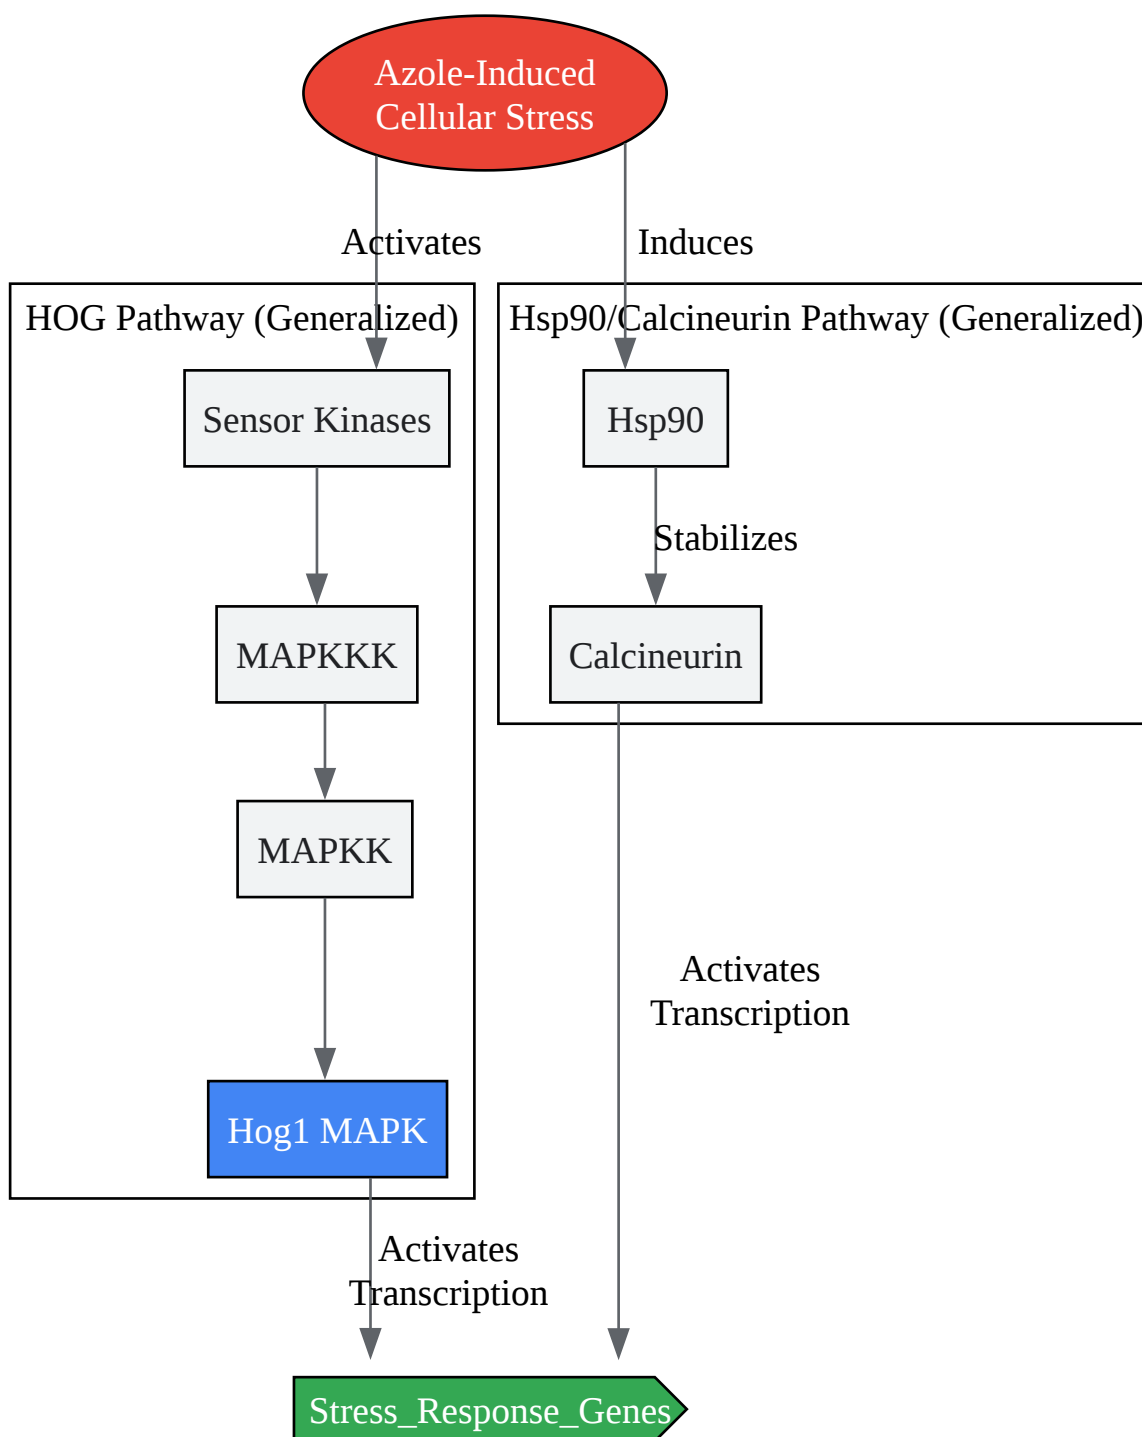 Azole-Induced
Cellular Stress
Activates
Induces
HOG Pathway (Generalized)
Hsp90/Calcineurin Pathway (Generalized)
Sensor Kinases
Hsp90
Stabilizes
MAPKKK
Calcineurin
MAPKK
Activates
Transcription
Hog1 MAPK
Activates
Transcription
Stress_Response_Genes